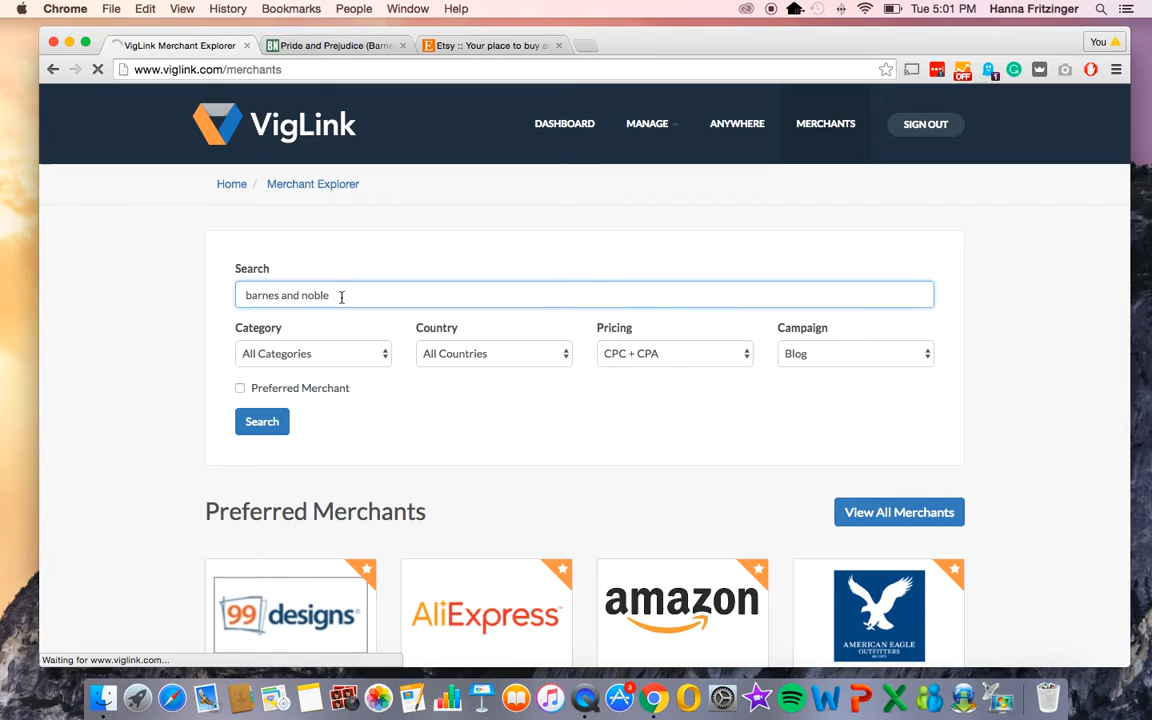 Chrome File Edit View History Bookmarks People Window Help Tue 5:01 PM Hanna Fritzinger
VigLink Merchant Explorer Pride and Prejudice (Barne Etsy :: Your place to buy a You
www.viglink.com/merchants OFF 1
VigLink DASHBOARD MANAGE ANYWHERE MERCHANTS SIGN OUT
Home / Merchant Explorer
Search
barnes and noble
Category Country Pricing Campaign
All Categories All Countries CPC + CPA Blog
Preferred Merchant
Search
Preferred Merchants View All Merchants
99designs AliExpress amazon AMERICAN EAGLE
OUTFITTERS
Waiting for www.viglink.com...